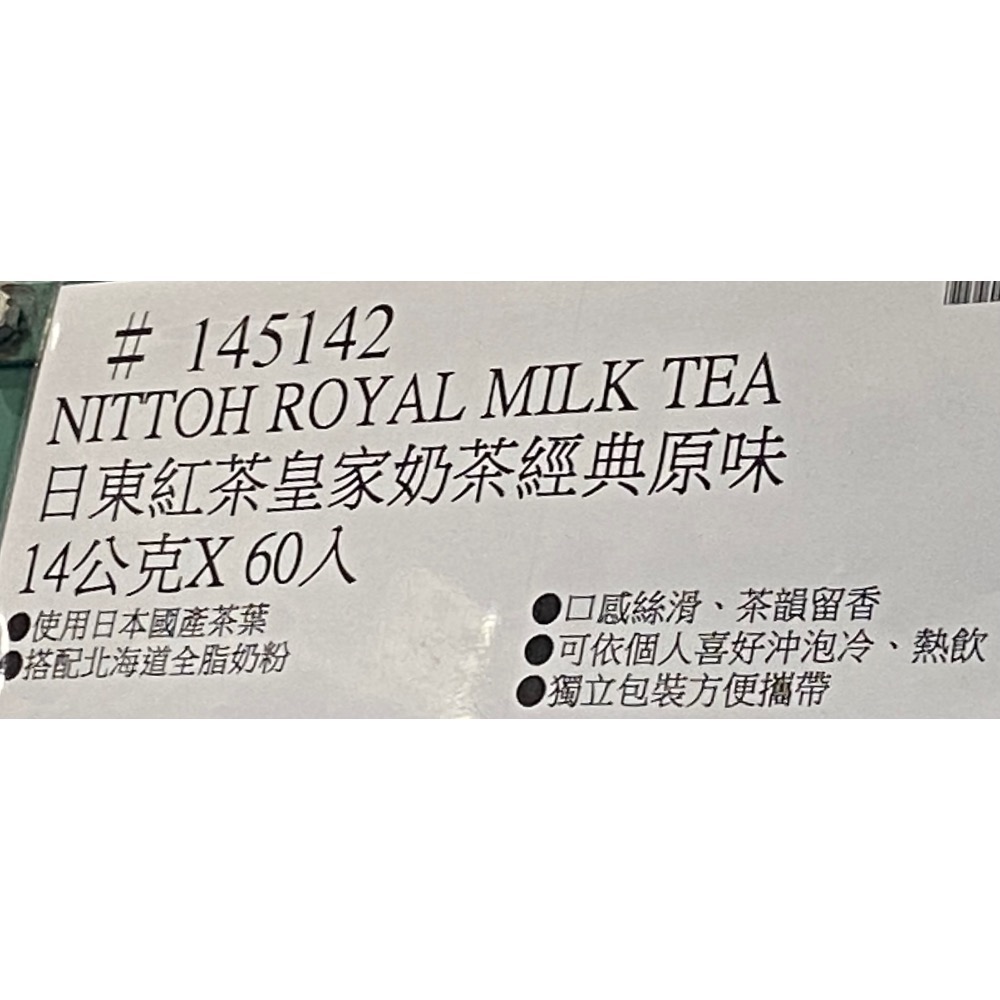 # 145142
NITTOH ROYAL MILK TEA
日東紅茶皇家奶茶經典原味
14公克X 60入
●使用日本國產茶葉
●搭配北海道全脂奶粉
●口感絲滑、茶韻留香
●可依個人喜好沖泡冷、熱飲
●獨立包裝方便攜帶